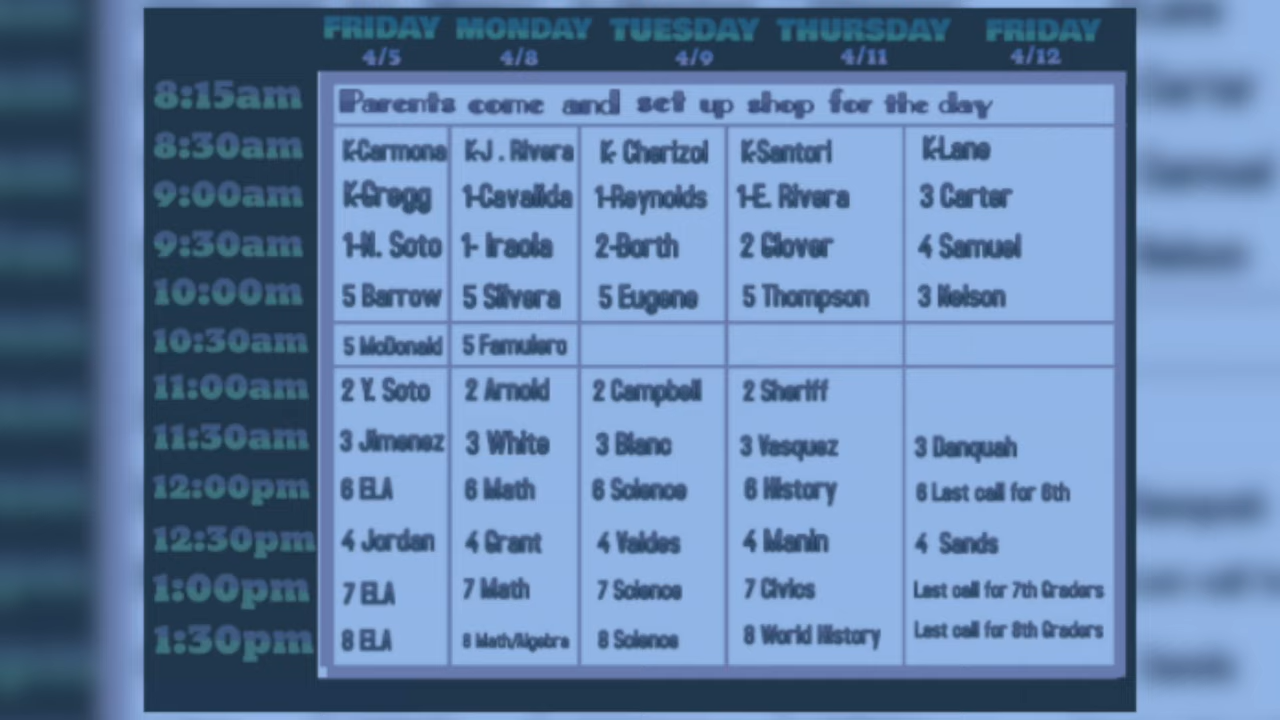 FRIDAY MONDAY TUESDAY THURSDAY FRIDAY
4/5 4/8 4/9 4/11 4/12
8:15am Parents come and set up shop for the day
8:30am K-Carmona K-J . Rivera K- Cherizol K-Santori K-Lane
9:00am K-Gregg 1-Cavalida 1-Reynolds 1-E. Rivera 3 Carter
9:30am 1-N. Soto 1- Iraola 2-Borth 2 Glover 4 Samuel
10:00m 5 Barrow 5 Silvera 5 Eugene 5 Thompson 3 Nelson
10:30am 5 McDonald 5 Famulero
11:00am 2 Y. Soto 2 Arnold 2 Campbell 2 Sheriff
11:30am 3 Jimenez 3 White 3 Blanc 3 Vasquez 3 Danquah
12:00pm 6 ELA 6 Math 6 Science 6 History 6 Last call for 6th
12:30pm 4 Jordan 4 Grant 4 Valdes 4 Manin 4 Sands
1:00pm 7 ELA 7 Math 7 Science 7 Civics Last call for 7th Graders
1:30pm 8 ELA 8 Math/Algebra 8 Science 8 World History Last call for 8th Graders